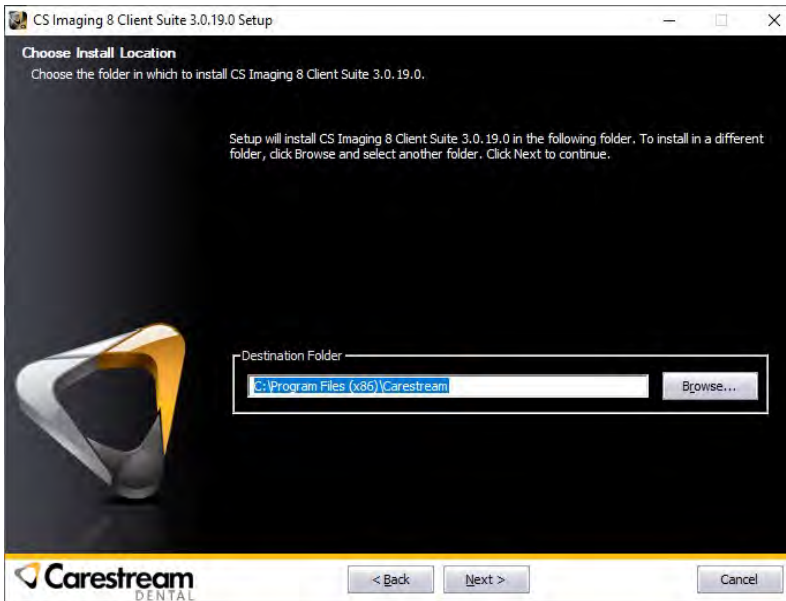 CS Imaging 8 Client Suite 3.0.19.0 Setup
Choose Install Location
Choose the folder in which to install CS Imaging 8 Client Suite 3.0.19.0.
Setup will install CS Imaging 8 Client Suite 3.0.19.0 in the following folder. To install in a different
folder, click Browse and select another folder. Click Next to continue.
Destination Folder
C:\Program Files (x86)\Carestream
Browse...
Carestream
DENTAL
< Back
Next >
Cancel